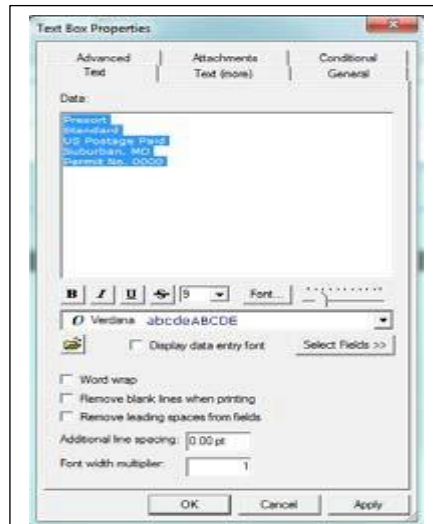 Text Box Properties
Advanced Attachments Conditional
Text Text (more) General
Data:
Presort
Standard
US Postage Paid
Suburban, MO
Permit No. 0000
B I U S 9 Font...
O Verdana abcdeABCDE
Display data entry font Select Fields >>
Word wrap
Remove blank lines when printing
Remove leading spaces from fields
Additional line spacing: 0.00 pt
Font width multiplier: 1
OK Cancel Apply